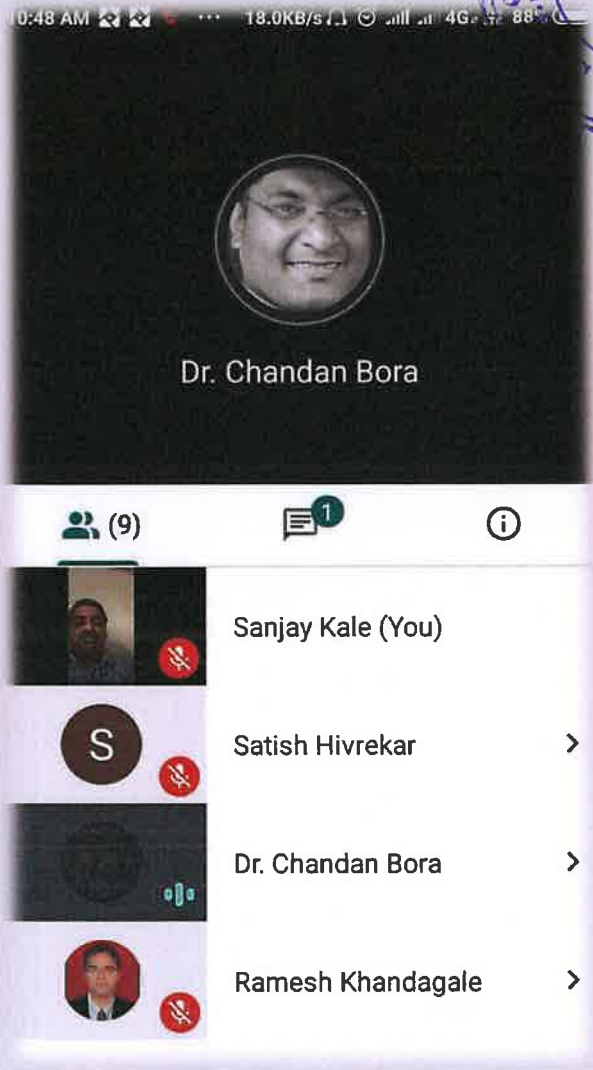 0:48 AM ... 18.0KB/s 4G 88%
Dr. Chandan Bora
(9)
1
Sanjay Kale (You)
S
Satish Hivrekar
Dr. Chandan Bora
Ramesh Khandagale